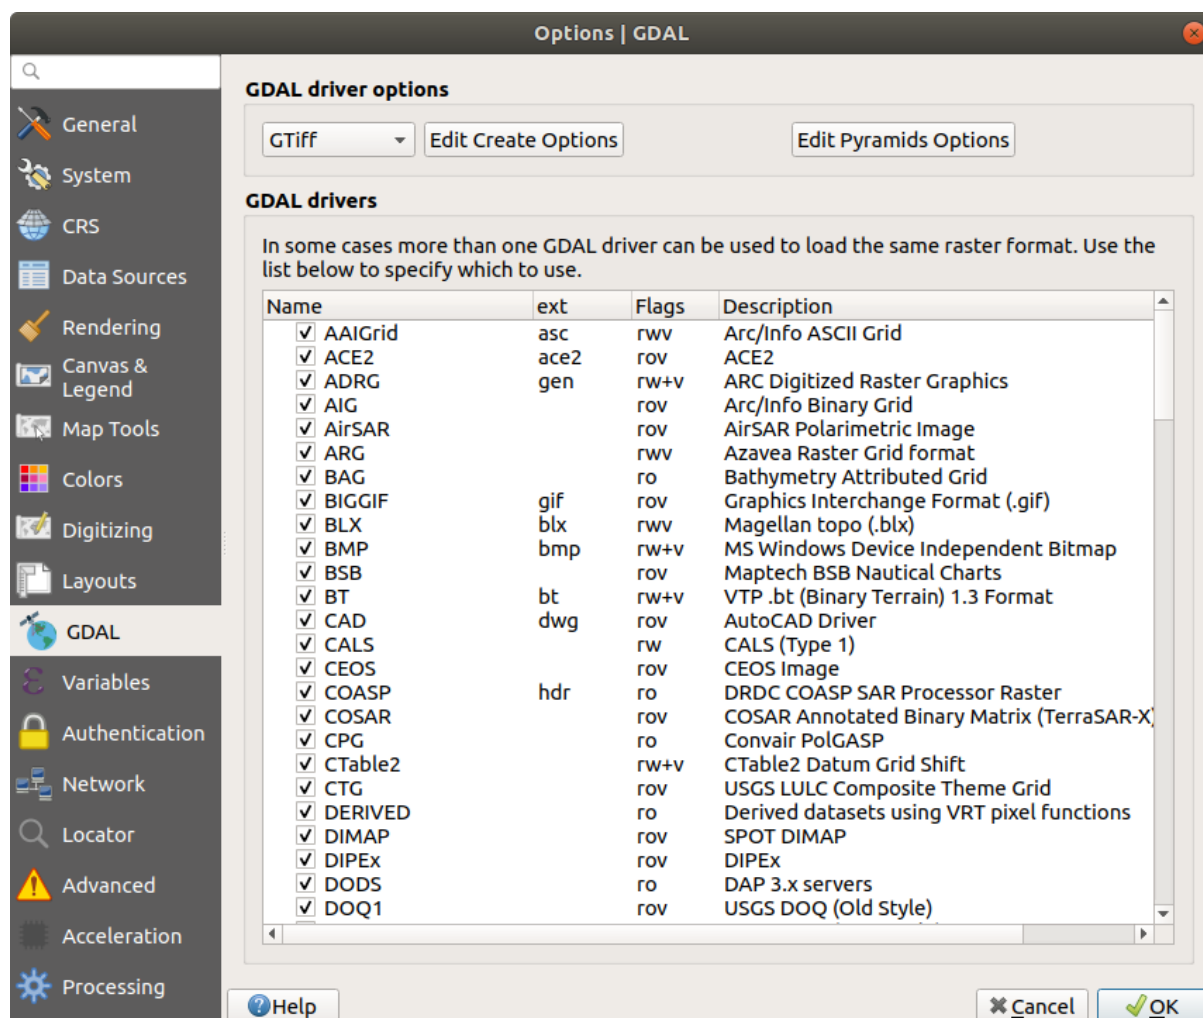 Options | GDAL
General
System
CRS
Data Sources
Rendering
Canvas &
Legend
Map Tools
Colors
Digitizing
Layouts
GDAL
Variables
Authentication
Network
Locator
Advanced
Acceleration
Processing
GDAL driver options
GTiff Edit Create Options Edit Pyramids Options
GDAL drivers
In some cases more than one GDAL driver can be used to load the same raster format. Use the
list below to specify which to use.
Name ext Flags Description
AAIGrid asc rwv Arc/Info ASCII Grid
ACE2 ace2 rov ACE2
ADRG gen rw+v ARC Digitized Raster Graphics
AIG rov Arc/Info Binary Grid
AirSAR rov AirSAR Polarimetric Image
ARG rwv Azavea Raster Grid format
BAG ro Bathymetry Attributed Grid
BIGGIF gif rov Graphics Interchange Format (.gif)
BLX blx rwv Magellan topo (.blx)
BMP bmp rw+v MS Windows Device Independent Bitmap
BSB rov Maptech BSB Nautical Charts
BT bt rw+v VTP .bt (Binary Terrain) 1.3 Format
CAD dwg rov AutoCAD Driver
CALS rw CALS (Type 1)
CEOS rov CEOS Image
COASP hdr ro DRDC COASP SAR Processor Raster
COSAR rov COSAR Annotated Binary Matrix (TerraSAR-X)
CPG ro Convair PolGASP
CTable2 rw+v CTable2 Datum Grid Shift
CTG rov USGS LULC Composite Theme Grid
DERIVED ro Derived datasets using VRT pixel functions
DIMAP rov SPOT DIMAP
DIPEx rov DIPEx
DODS ro DAP 3.x servers
DOQ1 rov USGS DOQ (Old Style)
Help Cancel OK